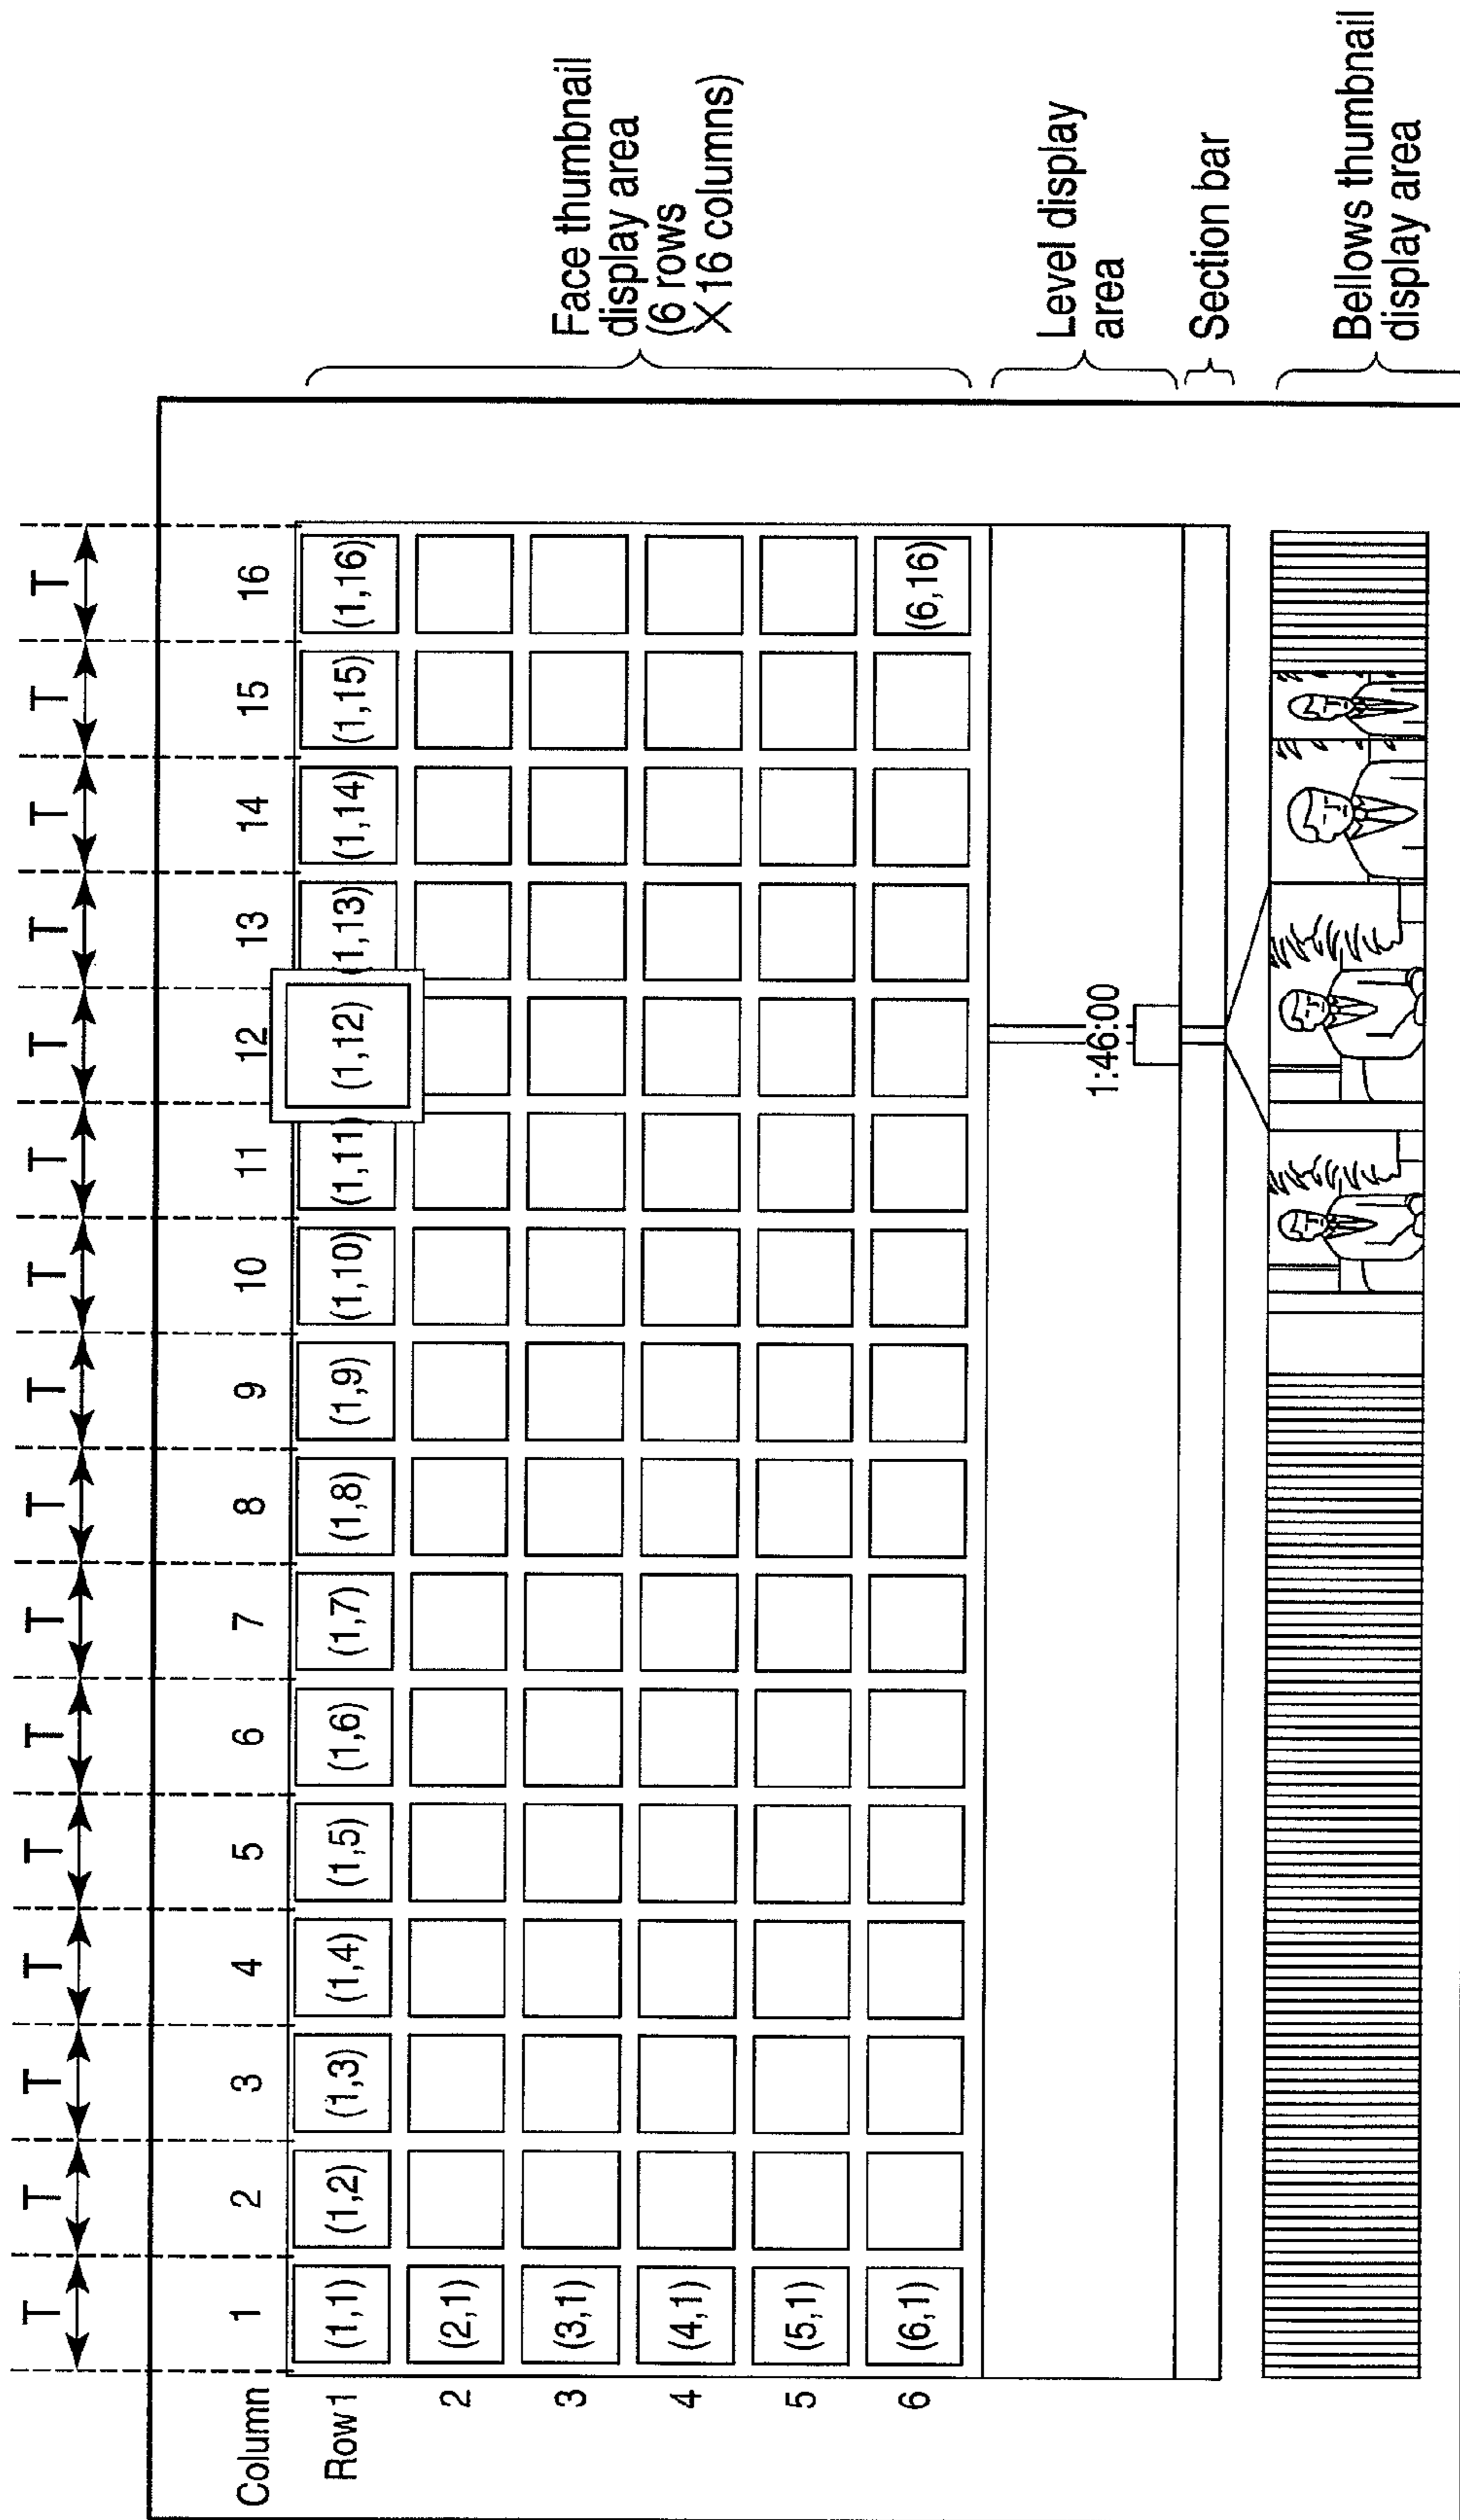 T T T T T T T T T T T T T T T T
Column 1 2 3 4 5 6 7 8 9 10 11 12 13 14 15 16
Row 1 (1,1) (1,2) (1,3) (1,4) (1,5) (1,6) (1,7) (1,8) (1,9) (1,10) (1,11) (1,12) (1,13) (1,14) (1,15) (1,16)
2 (2,1)
3 (3,1)
4 (4,1)
5 (5,1)
6 (6,1) (6,16)
Face thumbnail
display area
(6 rows
X 16 columns)
Level display
area
1:46:00
Section bar
Bellows thumbnail
display area